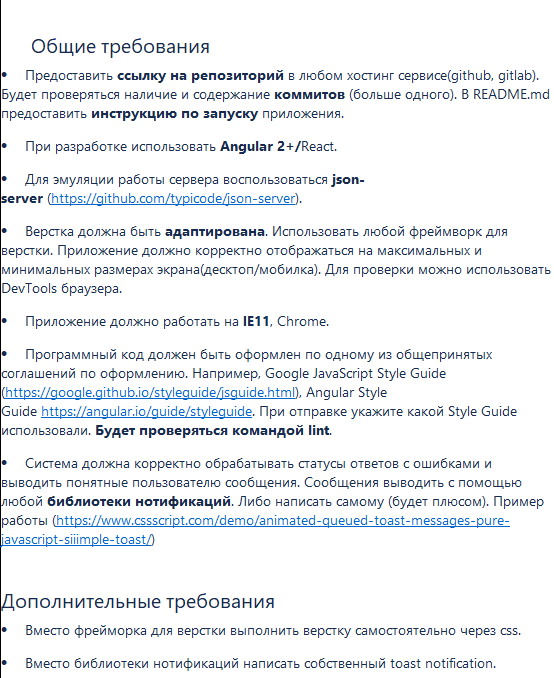 Общие требования
• Предоставить ссылку на репозиторий в любом хостинг сервисе(github, gitlab).
Будет проверяться наличие и содержание коммитов (больше одного). В README.md
предоставить инструкцию по запуску приложения.
• При разработке использовать Angular 2+/React.
• Для эмуляции работы сервера воспользоваться json-
server (https://github.com/typicode/json-server).
• Верстка должна быть адаптирована. Использовать любой фреймворк для
верстки. Приложение должно корректно отображаться на максимальных и
минимальных размерах экрана(десктоп/мобилка). Для проверки можно использовать
DevTools браузера.
• Приложение должно работать на IE11, Chrome.
• Программный код должен быть оформлен по одному из общепринятых
соглашений по оформлению. Например, Google JavaScript Style Guide
(https://google.github.io/styleguide/jsguide.html), Angular Style
Guide https://angular.io/guide/styleguide. При отправке укажите какой Style Guide
использовали. Будет проверяться командой lint.
• Система должна корректно обрабатывать статусы ответов с ошибками и
выводить понятные пользователю сообщения. Сообщения выводить с помощью
любой библиотеки нотификаций. Либо написать самому (будет плюсом). Пример
работы (https://www.cssscript.com/demo/animated-queued-toast-messages-pure-
javascript-siiimple-toast/)
Дополнительные требования
• Вместо фрейморка для верстки выполнить верстку самостоятельно через css.
• Вместо библиотеки нотификаций написать собственный toast notification.